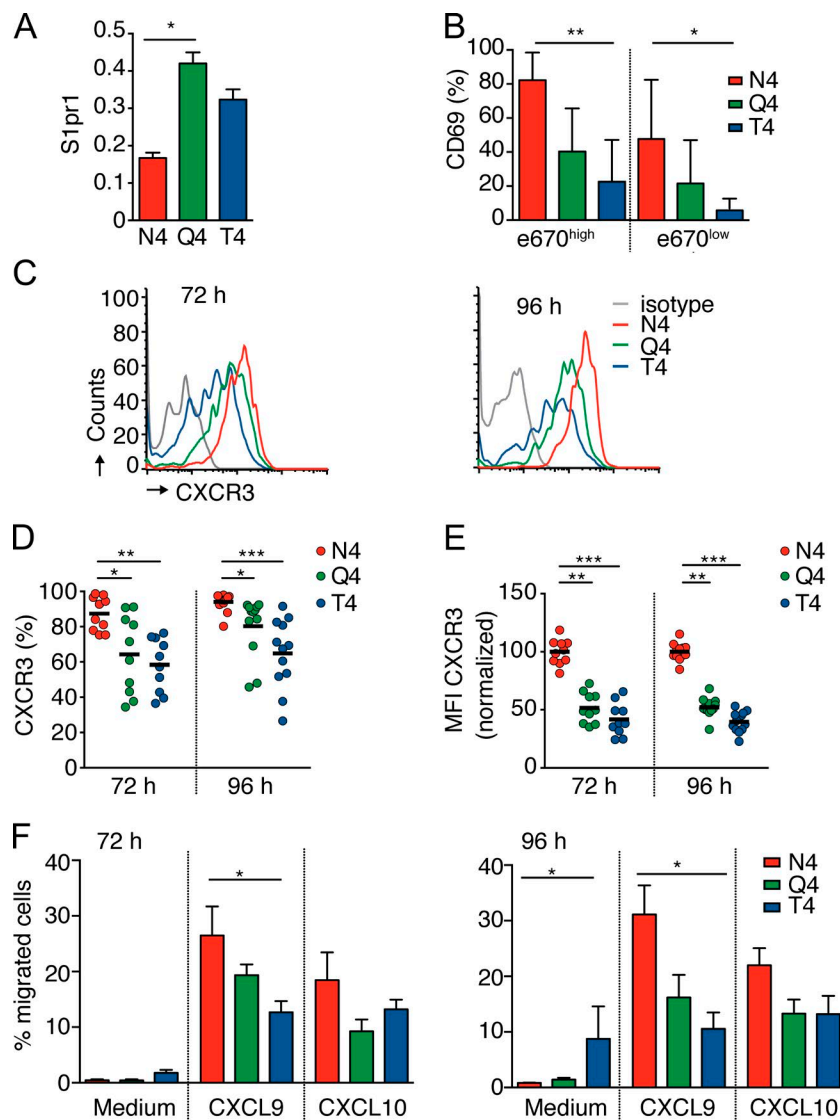 A
*
S1pr1
0.5
0.4
0.3
0.2
0.1
0
N4 Q4 T4
B
** *
CD69 (%)
100
80
60
40
20
0
N4
Q4
T4
e670high e670low
C
72 h
Counts
100
80
60
40
20
0
CXCR3
96 h
isotype
N4
Q4
T4
D
N4
Q4
T4
** ***
* *
CXCR3 (%)
100
80
60
40
20
0
72 h 96 h
E
N4
Q4
T4
*** ***
** **
MFI CXCR3
(normalized)
150
100
50
0
72 h 96 h
F
72 h
% migrated cells
40
30
20
10
0
*
Medium CXCL9 CXCL10
96 h
40
30
20
10
0
* *
N4
Q4
T4
Medium CXCL9 CXCL10